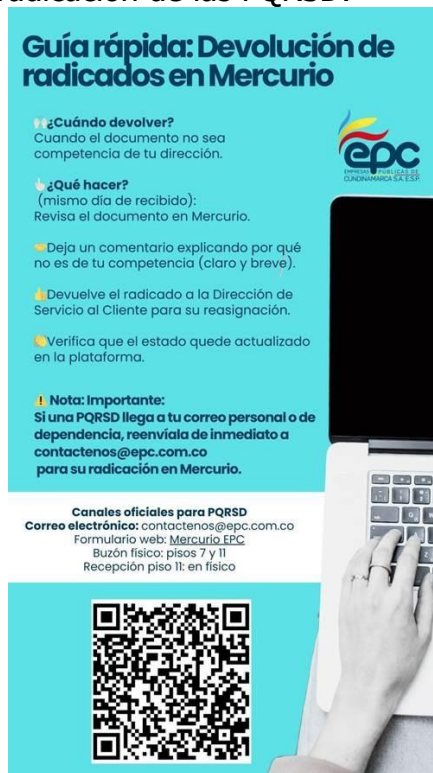 radicación de las PQRSD.
Guía rápida: Devolución de
radicados en Mercurio
¿Cuándo devolver?
Cuando el documento no sea
competencia de tu dirección.
epc
EMPRESAS PÚBLICAS DE
CUNDINAMARCA S.A. E.S.P.
¿Qué hacer?
(mismo día de recibido):
Revisa el documento en Mercurio.
Deja un comentario explicando por qué
no es de tu competencia (claro y breve).
Devuelve el radicado a la Dirección de
Servicio al Cliente para su reasignación.
Verifica que el estado quede actualizado
en la plataforma.
Nota: Importante:
Si una PQRSD llega a tu correo personal o de
dependencia, reenvíala de inmediato a
contactenos@epc.com.co
para su radicación en Mercurio.
Canales oficiales para PQRSD
Correo electrónico: contactenos@epc.com.co
Formulario web: Mercurio EPC
Buzón físico: pisos 7 y 11
Recepción piso 11: en físico